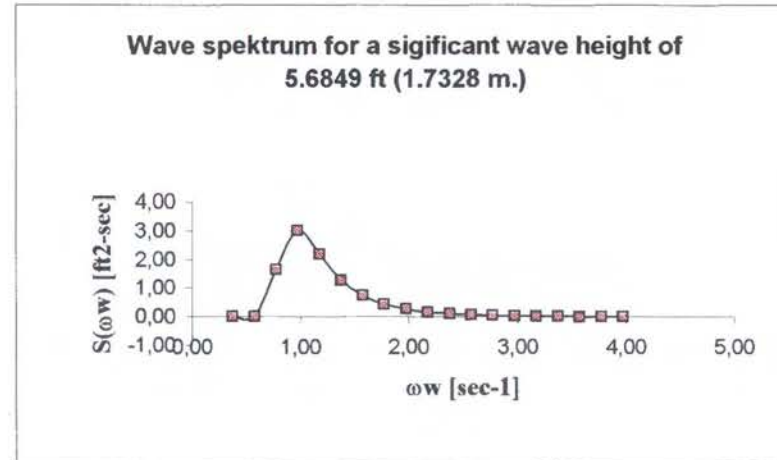 Wave spektrum for a sigificant wave height of
5.6849 ft (1.7328 m.)
S(ωw) [ft2-sec]
4,00
3,00
2,00
1,00
0,00
-1,00
0,00 1,00 2,00 3,00 4,00 5,00
ωw [sec-1]